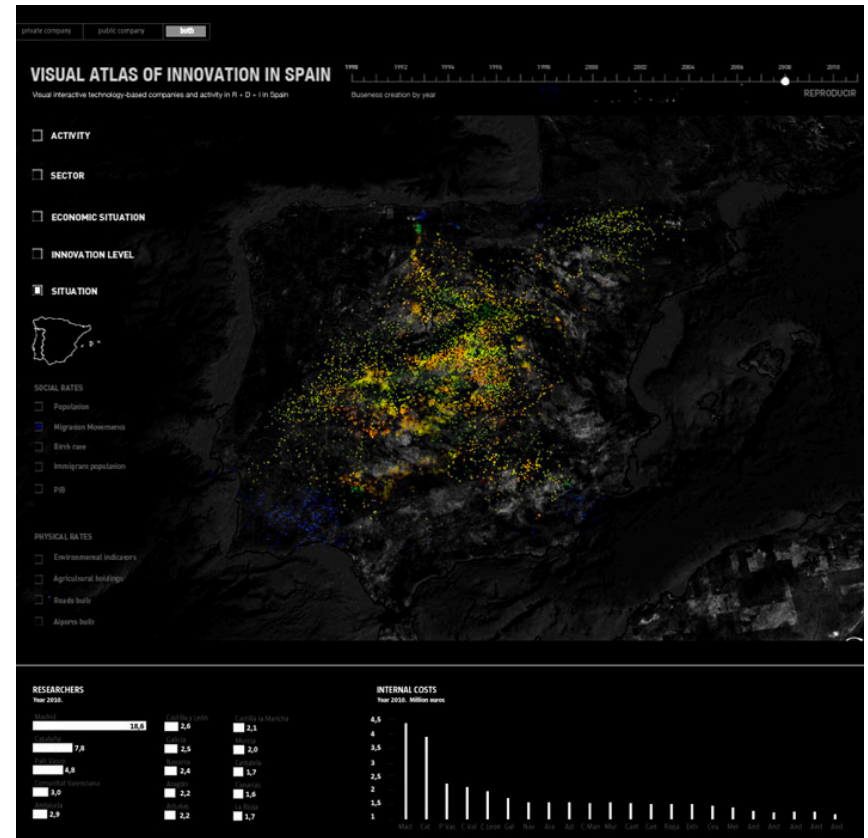 private company public company both
VISUAL ATLAS OF INNOVATION IN SPAIN
Visual interactive technology-based companies and activity in R + D + I in Spain
1990 1992 1994 1996 1998 2000 2002 2004 2006 2008 2010
Buseness creation by year
REPRODUCIR
ACTIVITY
SECTOR
ECONOMIC SITUATION
INNOVATION LEVEL
SITUATION
SOCIAL RATES
Population
Migration Movements
Birth rate
Immigrant population
PIB
PHYSICAL RATES
Environmental indicators
Agricultural holdings
Roads built
Aiports built
RESEARCHERS
Year 2010.
Madrid
18,6
Cataluña
7,8
País Vasco
4,8
Comunitat Valenciana
3,0
Andalucía
2,9
Castilla y León
2,6
Galicia
2,5
Navarra
2,4
Aragón
2,2
Asturias
2,2
Castilla la Mancha
2,1
Murcia
2,0
Cantabria
1,7
Canarias
1,6
La Rioja
1,7
INTERNAL COSTS
Year 2010. Million euros
4,5
4
3,5
3
2,5
2
1,5
1
Mad Cat P.Vas C.Val C.Leon Gal Nav Ara Ast C.Man Mur Cant Can Rioja Estr Ceu Mel And And And And